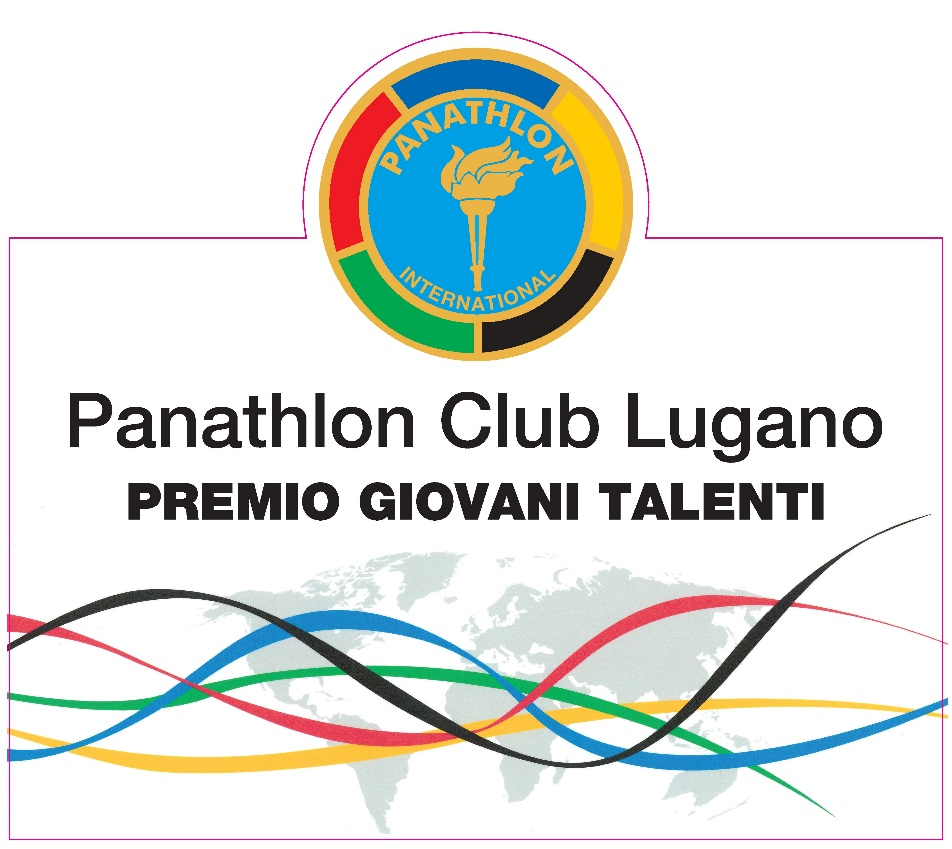 PANATHLON
INTERNATIONAL
Panathlon Club Lugano
PREMIO GIOVANI TALENTI